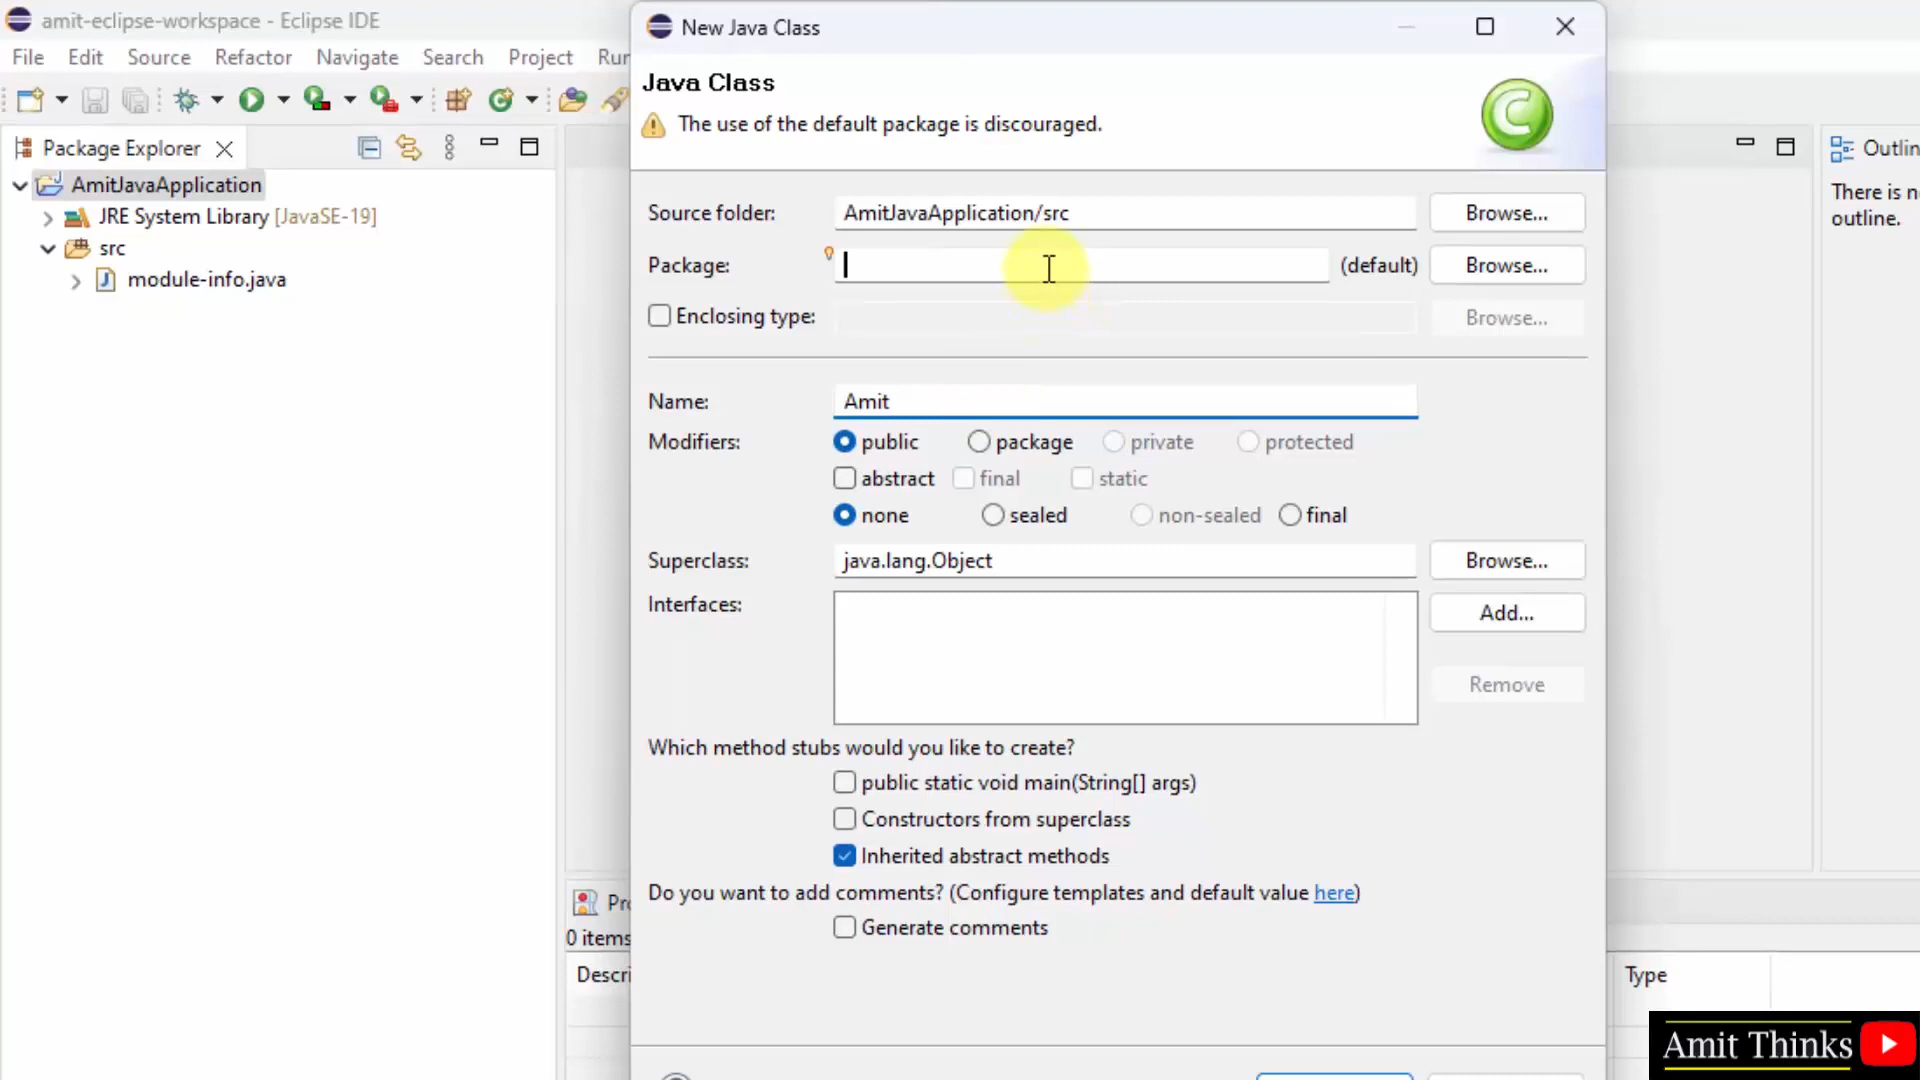 amit-eclipse-workspace - Eclipse IDE
File Edit Source Refactor Navigate Search Project Run
Package Explorer
AmitJavaApplication
JRE System Library [JavaSE-19]
src
module-info.java
New Java Class
Java Class
The use of the default package is discouraged.
Source folder: AmitJavaApplication/src Browse...
Package: (default) Browse...
Enclosing type: Browse...
Name: Amit
Modifiers: public package private protected
abstract final static
none sealed non-sealed final
Superclass: java.lang.Object Browse...
Interfaces: Add...
Remove
Which method stubs would you like to create?
public static void main(String[] args)
Constructors from superclass
Inherited abstract methods
Do you want to add comments? (Configure templates and default value here)
Generate comments
Outlin
There is n
outline.
Pro
0 items
Descri
Type
Amit Thinks